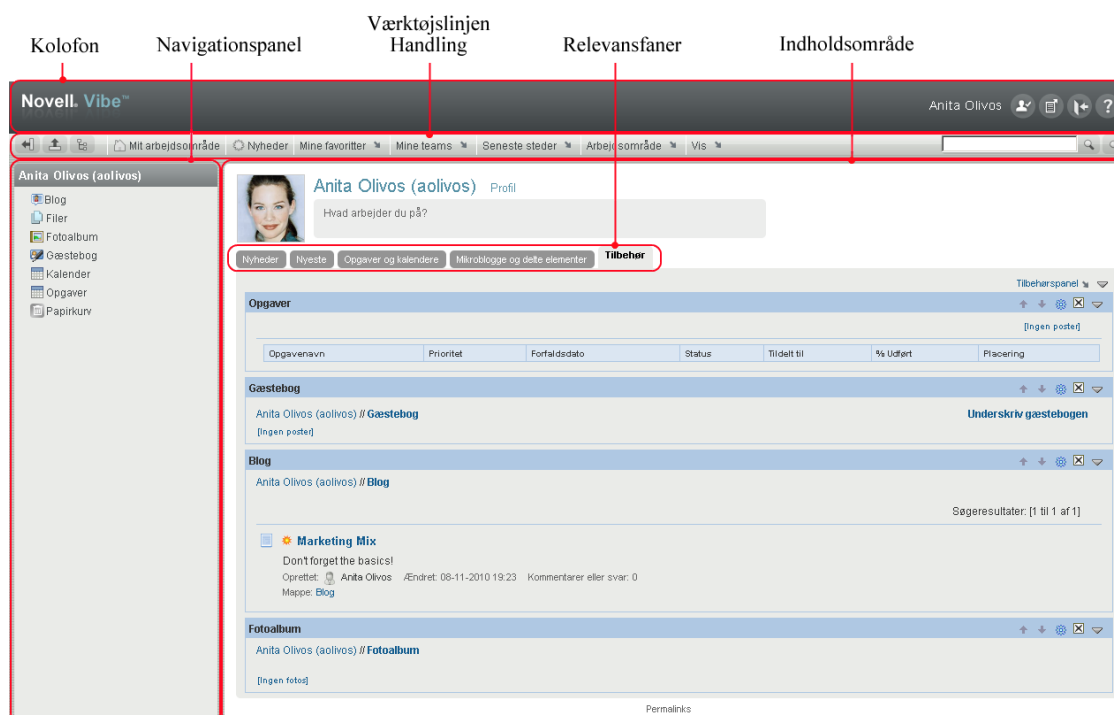 Værktøjslinjen
Kolofon Navigationspanel Handling Relevansfaner Indholdsområde
Novell. Vibe™
Anita Olivos ?
Mit arbejdsområde Nyheder Mine favoritter Mine teams Seneste steder Arbejdsområde Vis
Anita Olivos (aolivos)
Blog
Filer
Fotoalbum
Gæstebog
Kalender
Opgaver
Papirkurv
Anita Olivos (aolivos) Profil
Hvad arbejder du på?
Nyheder Nyeste Opgaver og kalendere Mikroblogge og delte elementer Tilbehør
Tilbehørspanel
Opgaver
[Ingen poster]
Opgavenavn Prioritet Forfaldsdato Status Tildelt til % Udført Placering
Gæstebog
Anita Olivos (aolivos) // Gæstebog Underskriv gæstebogen
[Ingen poster]
Blog
Anita Olivos (aolivos) // Blog
Søgeresultater: [1 til 1 af 1]
Marketing Mix
Don't forget the basics!
Oprettet: Anita Olivos Ændret: 08-11-2010 19:23 Kommentarer eller svar: 0
Mappe: Blog
Fotoalbum
Anita Olivos (aolivos) // Fotoalbum
[Ingen fotos]
Permalinks